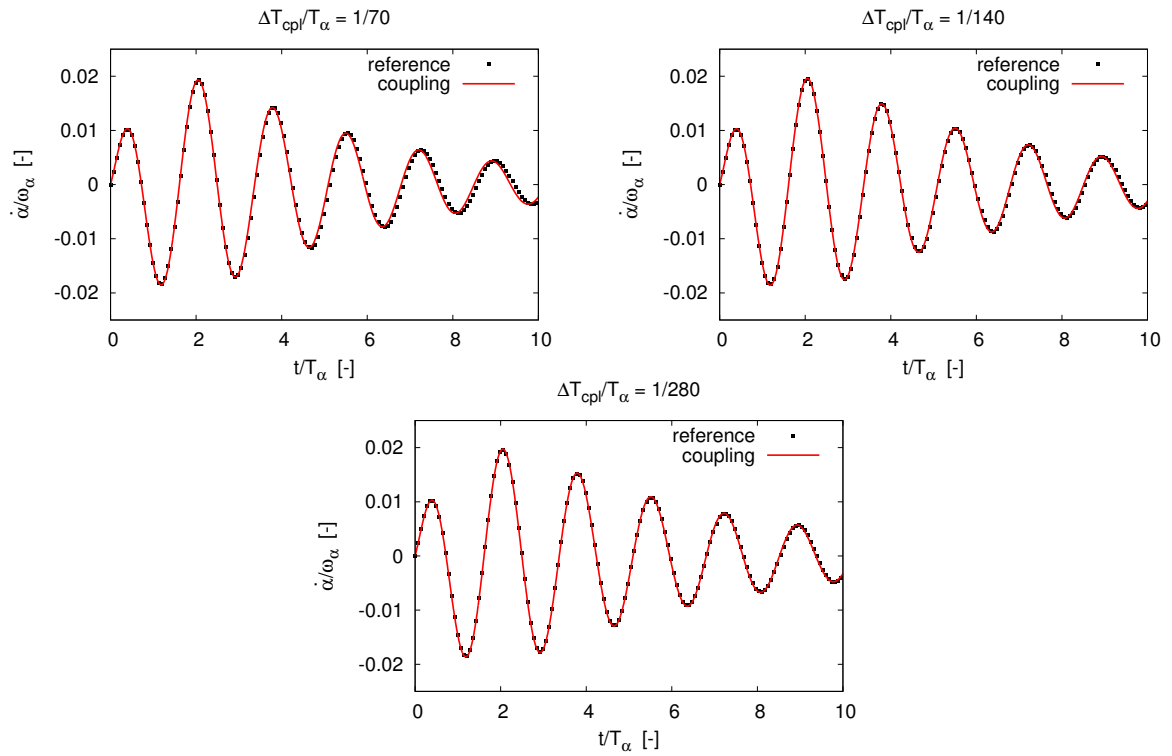 ΔT_cpl/T_α = 1/70
reference
coupling
0.02
0.01
0
-0.01
-0.02
α̇/ω_α [-]
0 2 4 6 8 10
t/T_α [-]
ΔT_cpl/T_α = 1/140
reference
coupling
0.02
0.01
0
-0.01
-0.02
α̇/ω_α [-]
0 2 4 6 8 10
t/T_α [-]
ΔT_cpl/T_α = 1/280
reference
coupling
0.02
0.01
0
-0.01
-0.02
α̇/ω_α [-]
0 2 4 6 8 10
t/T_α [-]